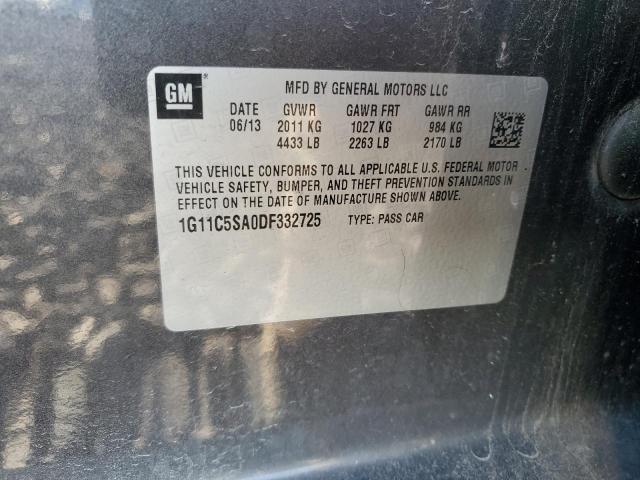 GM
MFD BY GENERAL MOTORS LLC
DATE GVWR GAWR FRT GAWR RR
06/13 2011 KG 1027 KG 984 KG
4433 LB 2263 LB 2170 LB
THIS VEHICLE CONFORMS TO ALL APPLICABLE U.S. FEDERAL MOTOR
VEHICLE SAFETY, BUMPER, AND THEFT PREVENTION STANDARDS IN
EFFECT ON THE DATE OF MANUFACTURE SHOWN ABOVE.
1G11C5SA0DF332725 TYPE: PASS CAR